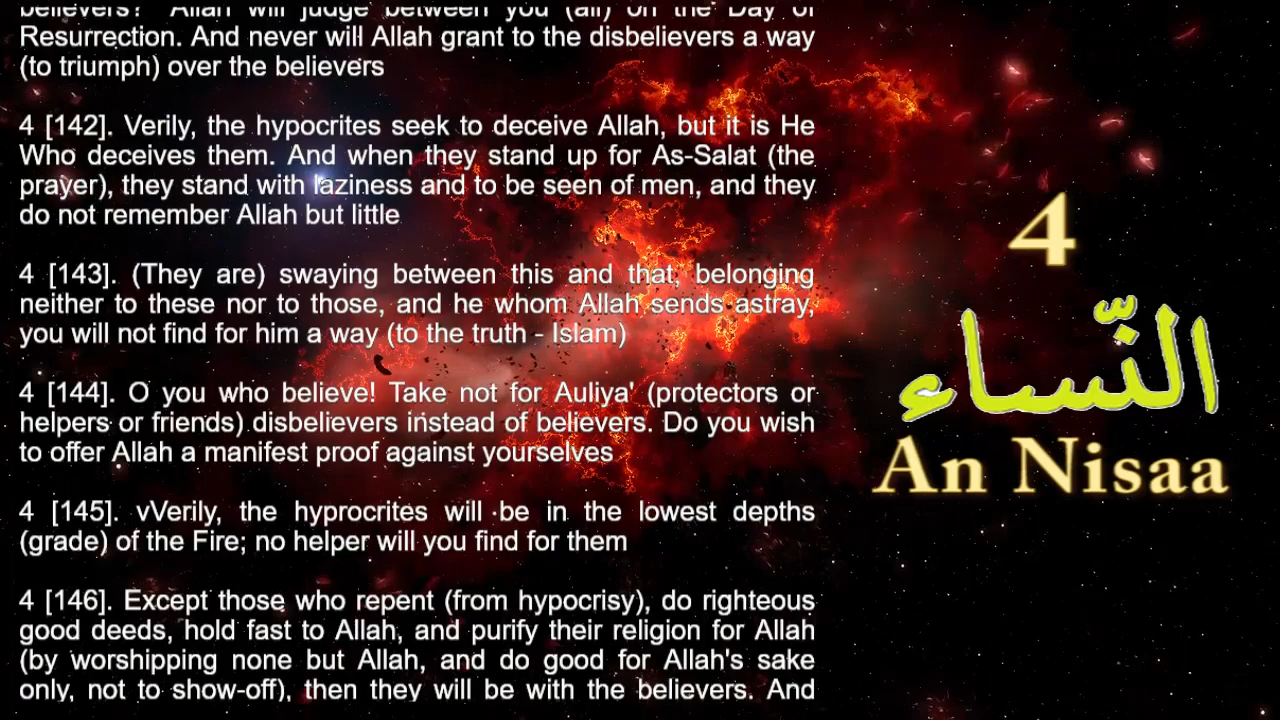 believers?" Allah will judge between you (all) on the Day of
Resurrection. And never will Allah grant to the disbelievers a way
(to triumph) over the believers
4 [142]. Verily, the hypocrites seek to deceive Allah, but it is He
Who deceives them. And when they stand up for As-Salat (the
prayer), they stand with laziness and to be seen of men, and they
do not remember Allah but little
4 [143]. (They are) swaying between this and that, belonging
neither to these nor to those, and he whom Allah sends astray,
you will not find for him a way (to the truth - Islam)
4 [144]. O you who believe! Take not for Auliya' (protectors or
helpers or friends) disbelievers instead of believers. Do you wish
to offer Allah a manifest proof against yourselves
4 [145]. vVerily, the hyprocrites will be in the lowest depths
(grade) of the Fire; no helper will you find for them
4 [146]. Except those who repent (from hypocrisy), do righteous
good deeds, hold fast to Allah, and purify their religion for Allah
(by worshipping none but Allah, and do good for Allah's sake
only, not to show-off), then they will be with the believers. And
4
النّساء
An Nisaa